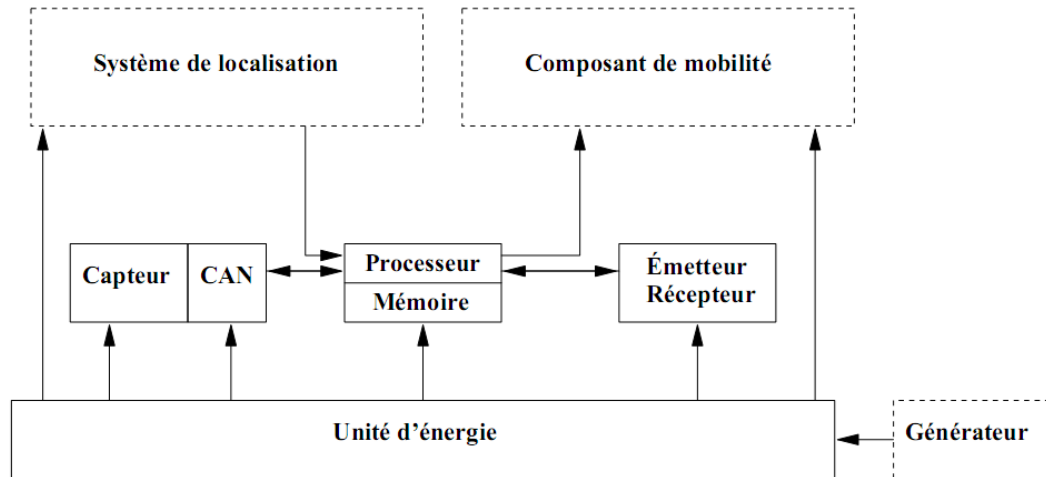 Système de localisation
Composant de mobilité
Capteur
CAN
Processeur
Mémoire
Émetteur
Récepteur
Unité d'énergie
Générateur